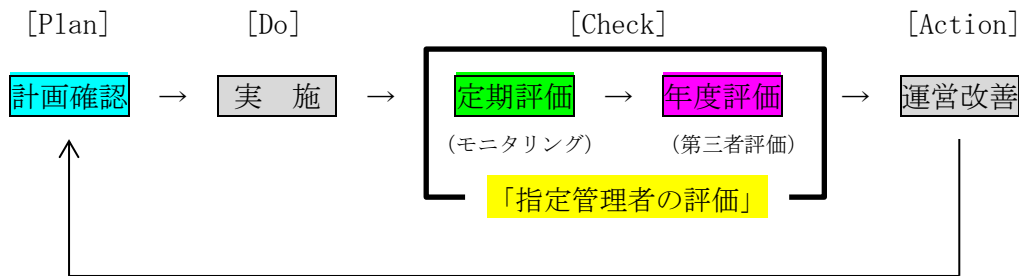 [Plan] [Do] [Check] [Action]
計画確認 → 実　施 → 定期評価 → 年度評価 → 運営改善
(モニタリング) (第三者評価)
「指定管理者の評価」